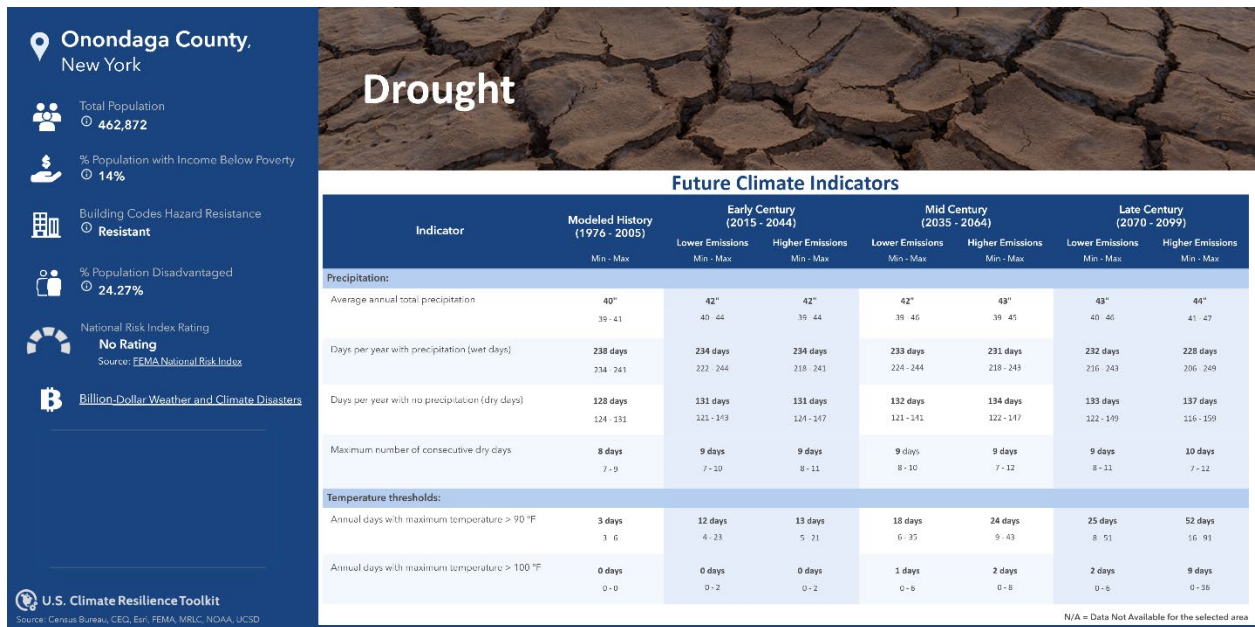 Onondaga County,
New York
Total Population
462,872
% Population with Income Below Poverty
14%
Building Codes Hazard Resistance
Resistant
% Population Disadvantaged
24.27%
National Risk Index Rating
No Rating
Source: FEMA National Risk Index
Billion-Dollar Weather and Climate Disasters
U.S. Climate Resilience Toolkit
Source: Census Bureau, CEQ, Esri, FEMA, MRLC, NOAA, UCSD
Drought
Future Climate Indicators
Indicator
Modeled History
(1976 - 2005)
Early Century
(2015 - 2044)
Mid Century
(2035 - 2064)
Late Century
(2070 - 2099)
Lower Emissions Higher Emissions Lower Emissions Higher Emissions Lower Emissions Higher Emissions
Min - Max Min - Max Min - Max Min - Max Min - Max Min - Max Min - Max
Precipitation:
Average annual total precipitation 40" 42" 42" 42" 43" 43" 44"
39 - 41 40 - 44 39 - 44 39 - 46 39 - 45 40 - 46 41 - 47
Days per year with precipitation (wet days) 238 days 234 days 234 days 233 days 231 days 232 days 228 days
234 - 241 222 - 244 218 - 241 224 - 244 218 - 243 216 - 243 206 - 249
Days per year with no precipitation (dry days) 128 days 131 days 131 days 132 days 134 days 133 days 137 days
124 - 131 121 - 143 124 - 147 121 - 141 122 - 147 122 - 149 116 - 159
Maximum number of consecutive dry days 8 days 9 days 9 days 9 days 9 days 9 days 10 days
7 - 9 7 - 10 8 - 11 8 - 10 7 - 12 8 - 11 7 - 12
Temperature thresholds:
Annual days with maximum temperature > 90 °F 3 days 12 days 13 days 18 days 24 days 25 days 52 days
3 - 6 4 - 23 5 - 21 6 - 35 9 - 43 8 - 51 16 - 91
Annual days with maximum temperature > 100 °F 0 days 0 days 0 days 1 days 2 days 2 days 9 days
0 - 0 0 - 2 0 - 2 0 - 6 0 - 8 0 - 6 0 - 36
N/A = Data Not Available for the selected area